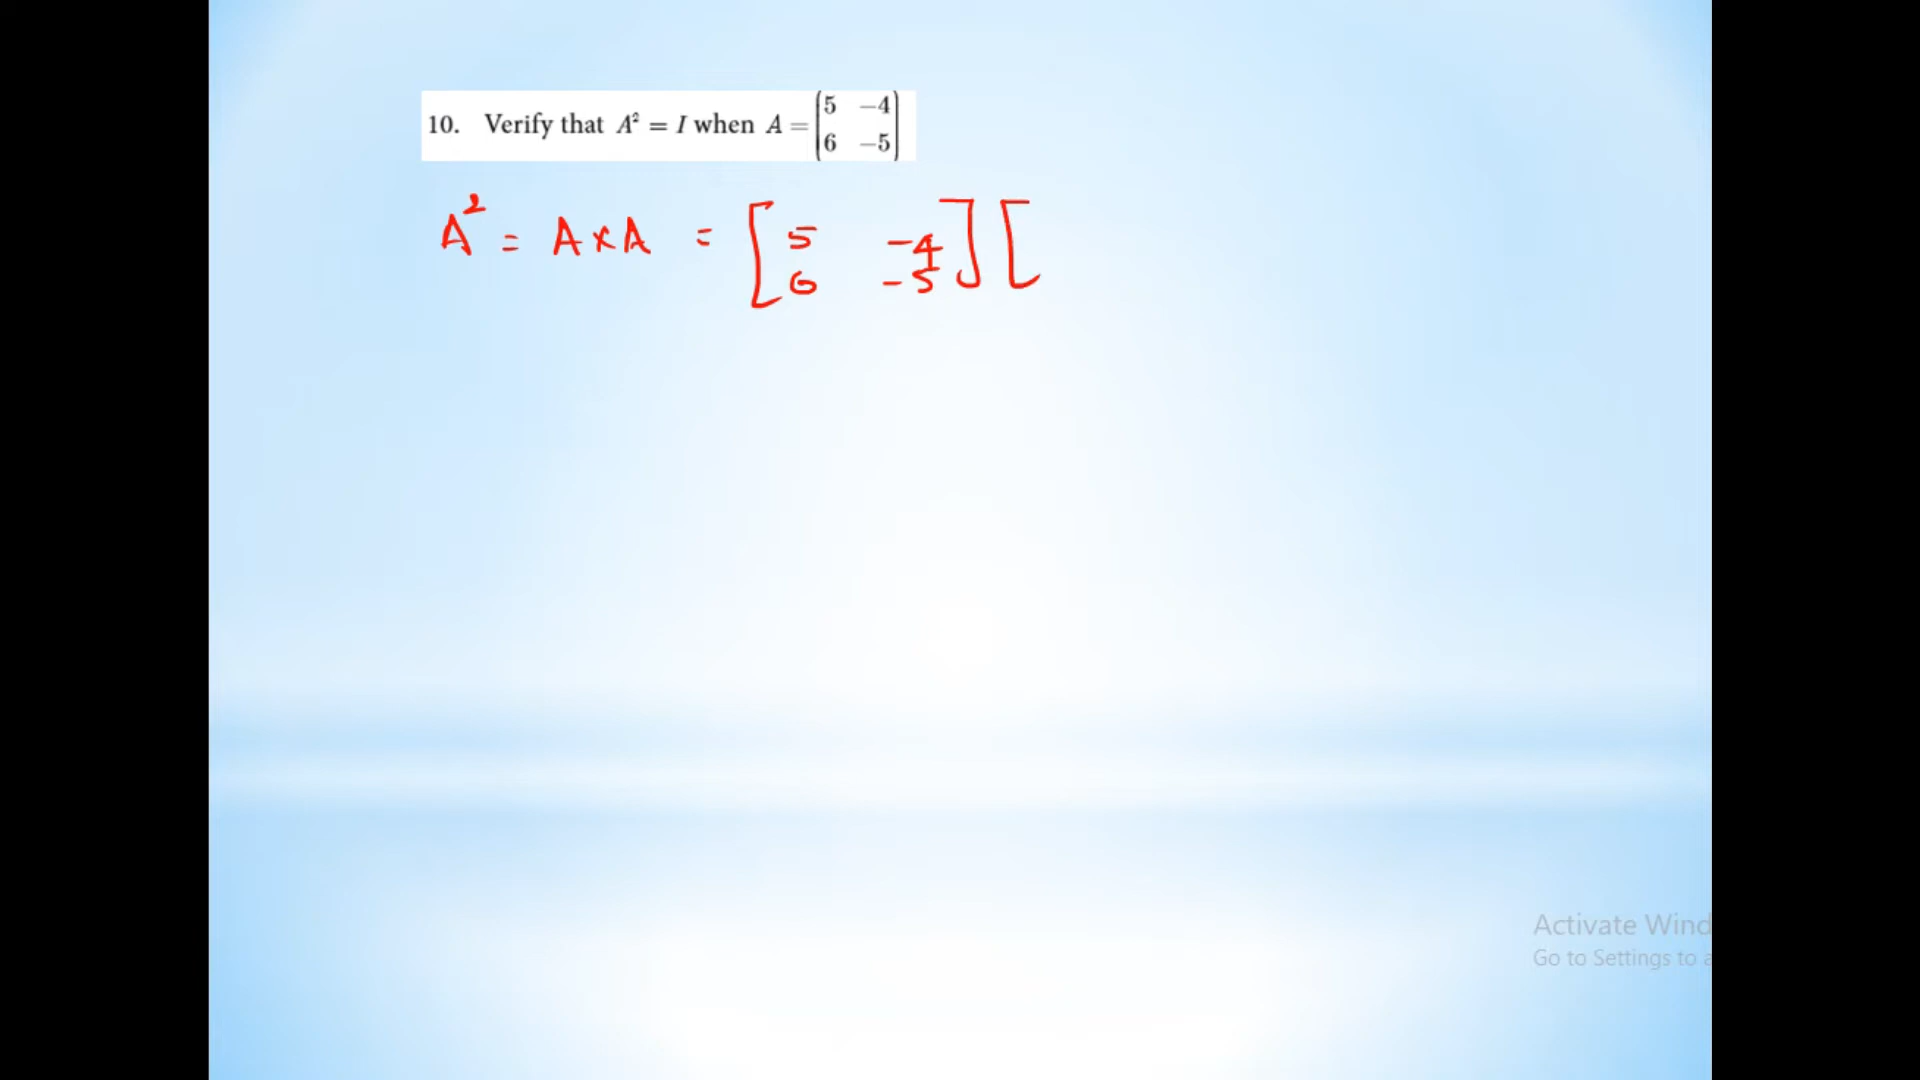 10. Verify that A² = I when A = (5 −4
6 −5)
A² = A × A = [5 -4
6 -5] [
Activate Wind
Go to Settings to a